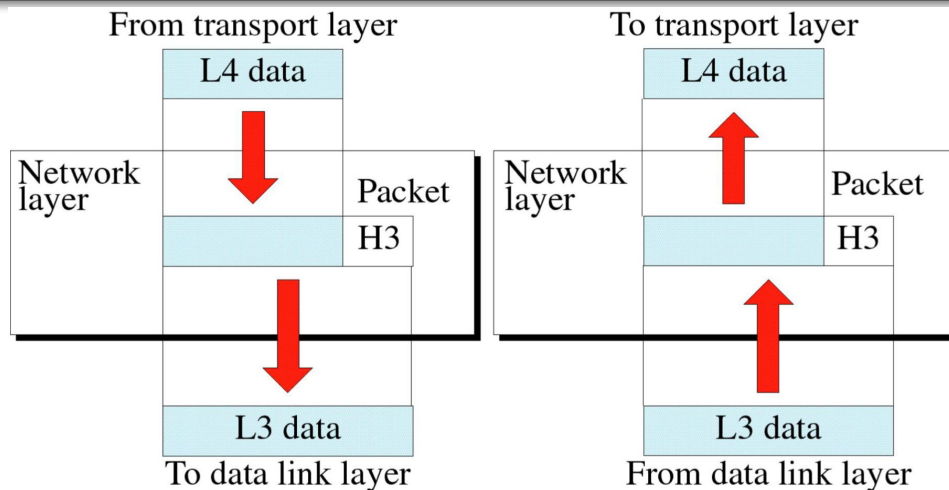 From transport layer
L4 data
Network
layer
Packet
H3
L3 data
To data link layer
To transport layer
L4 data
Network
layer
Packet
H3
L3 data
From data link layer